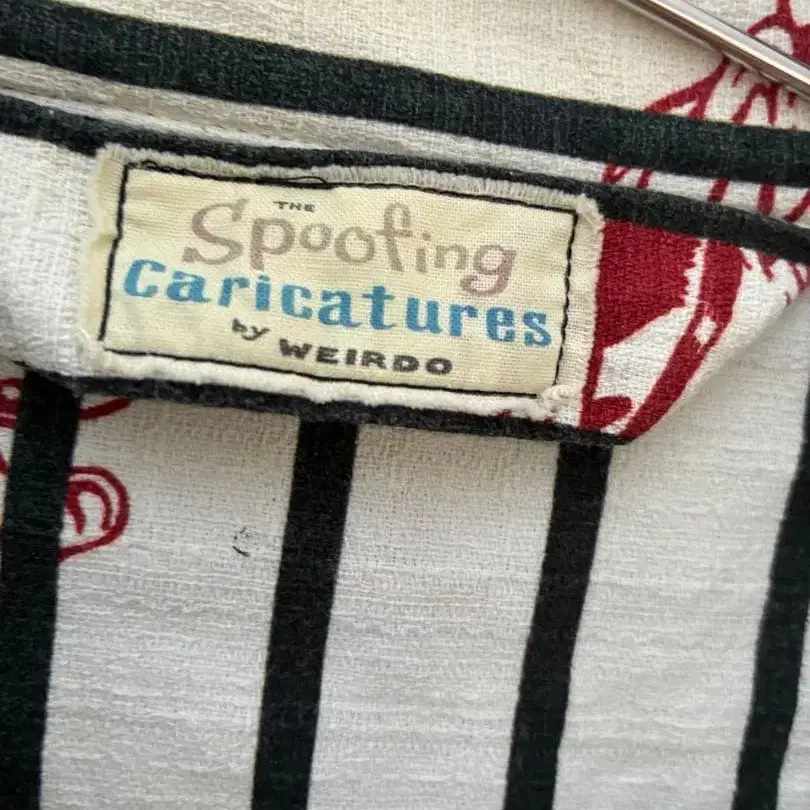 THE
Spoofing
Caricatures
by WEIRDO